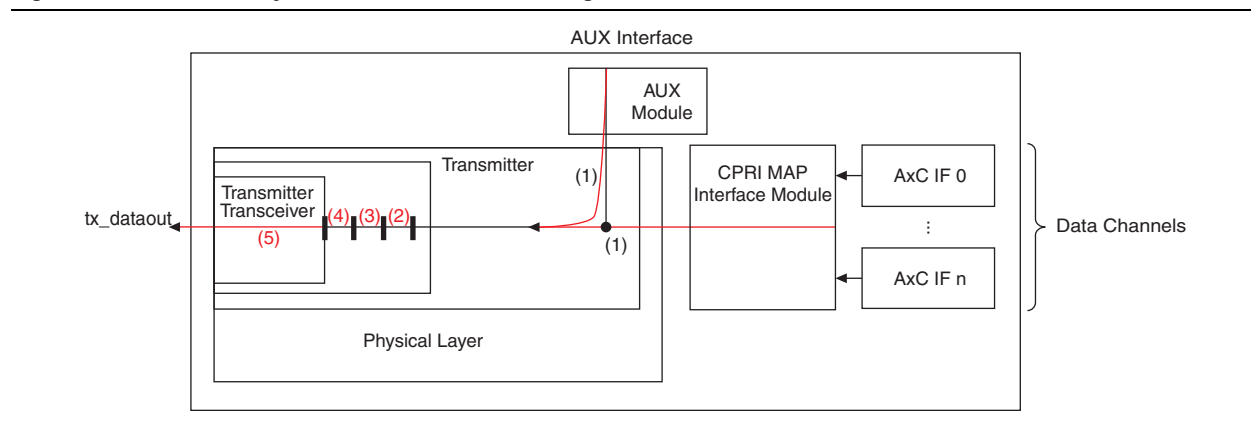 AUX Interface
AUX
Module
Transmitter
(1)
CPRI MAP
Interface Module
AxC IF 0
Transmitter
Transceiver
tx_dataout
(4)
(3)
(2)
(5)
(1)
...
Data Channels
AxC IF n
Physical Layer